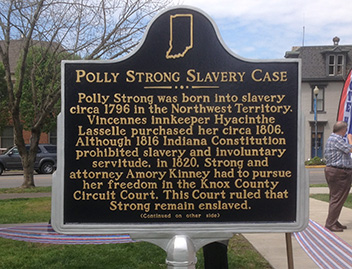 POLLY STRONG SLAVERY CASE
Polly Strong was born into slavery
circa 1796 in the Northwest Territory.
Vincennes innkeeper Hyacinthe
Lasselle purchased her circa 1806.
Although 1816 Indiana Constitution
prohibited slavery and involuntary
servitude, in 1820, Strong and
attorney Amory Kinney had to pursue
her freedom in the Knox County
Circuit Court. This Court ruled that
Strong remain enslaved.
(Continued on other side)